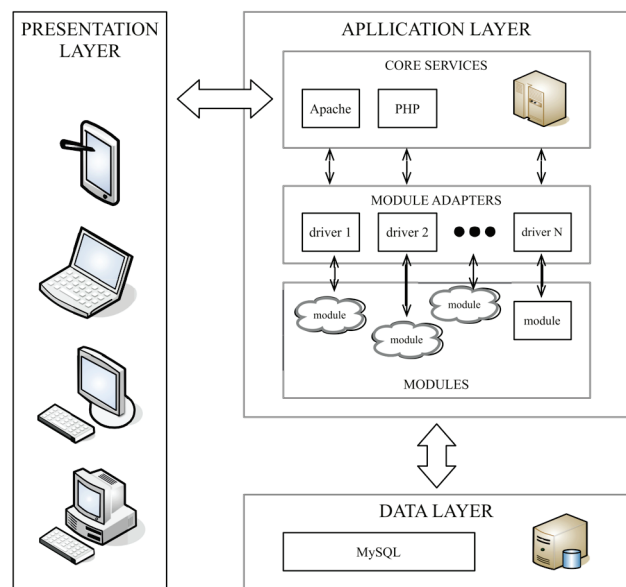 PRESENTATION
LAYER
APLLICATION LAYER
CORE SERVICES
Apache
PHP
MODULE ADAPTERS
driver 1
driver 2
driver N
module
module
module
module
MODULES
DATA LAYER
MySQL